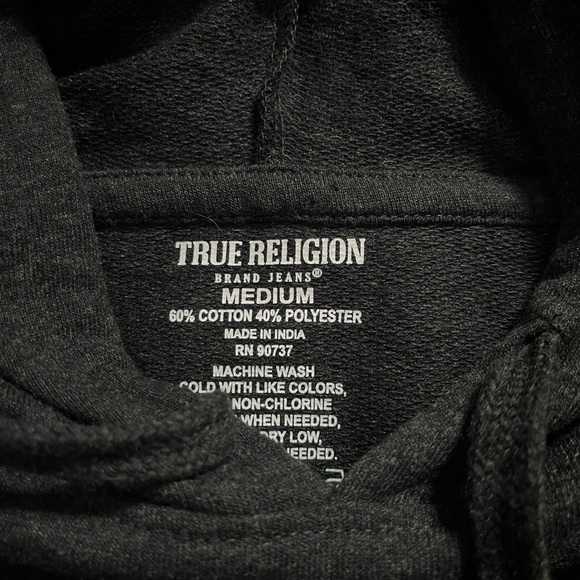 TRUE RELIGION
BRAND JEANS®
MEDIUM
60% COTTON 40% POLYESTER
MADE IN INDIA
RN 90737
MACHINE WASH
COLD WITH LIKE COLORS,
NON-CHLORINE
WHEN NEEDED,
LOW,
NEEDED.